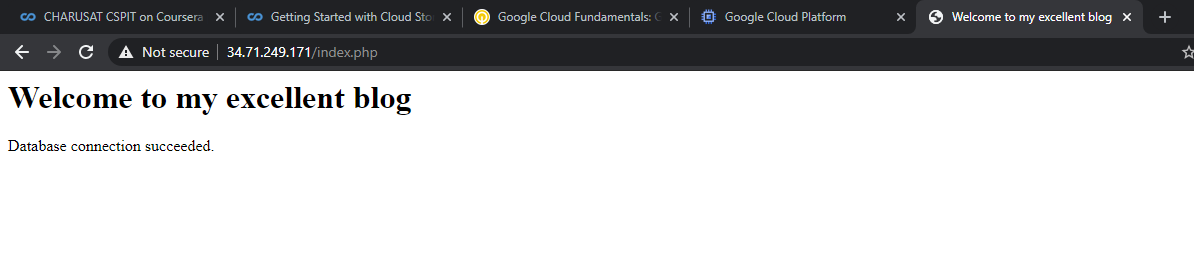 CHARUSAT CSPIT on Coursera
Getting Started with Cloud Sto
Google Cloud Fundamentals: G
Google Cloud Platform
Welcome to my excellent blog
Not secure
34.71.249.171/index.php
Welcome to my excellent blog
Database connection succeeded.